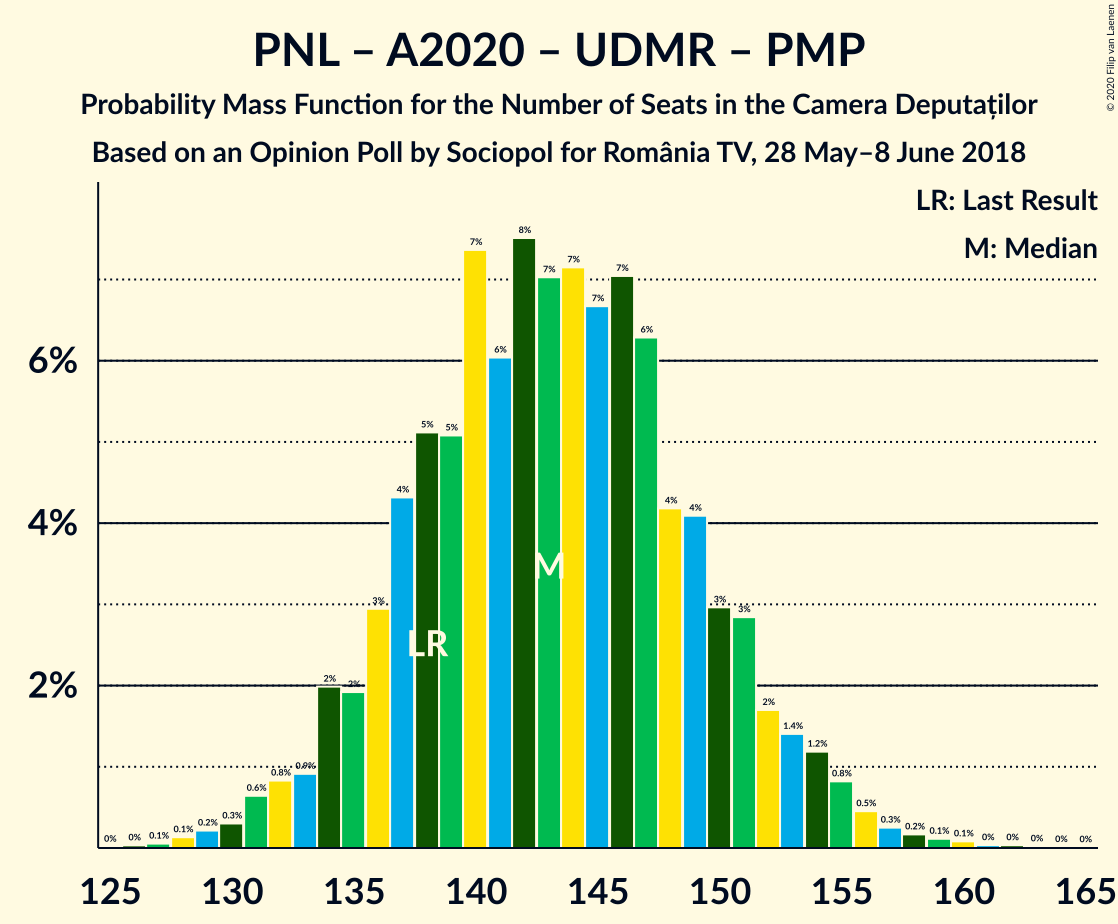 PNL – A2020 – UDMR – PMP
Probability Mass Function for the Number of Seats in the Camera Deputaților
Based on an Opinion Poll by Sociopol for România TV, 28 May–8 June 2018
© 2020 Filip van Laenen
LR: Last Result
M: Median
6%
4%
2%
0% 0% 0.1% 0.1% 0.2% 0.3% 0.6% 0.8% 0.9% 2% 2% 3% 4% 5% 5% 7% 6% 8% 7% 7% 7% 7% 6% 4% 4% 3% 3% 2% 1.4% 1.2% 0.8% 0.5% 0.3% 0.2% 0.1% 0.1% 0% 0% 0% 0% 0%
LR
M
125 130 135 140 145 150 155 160 165